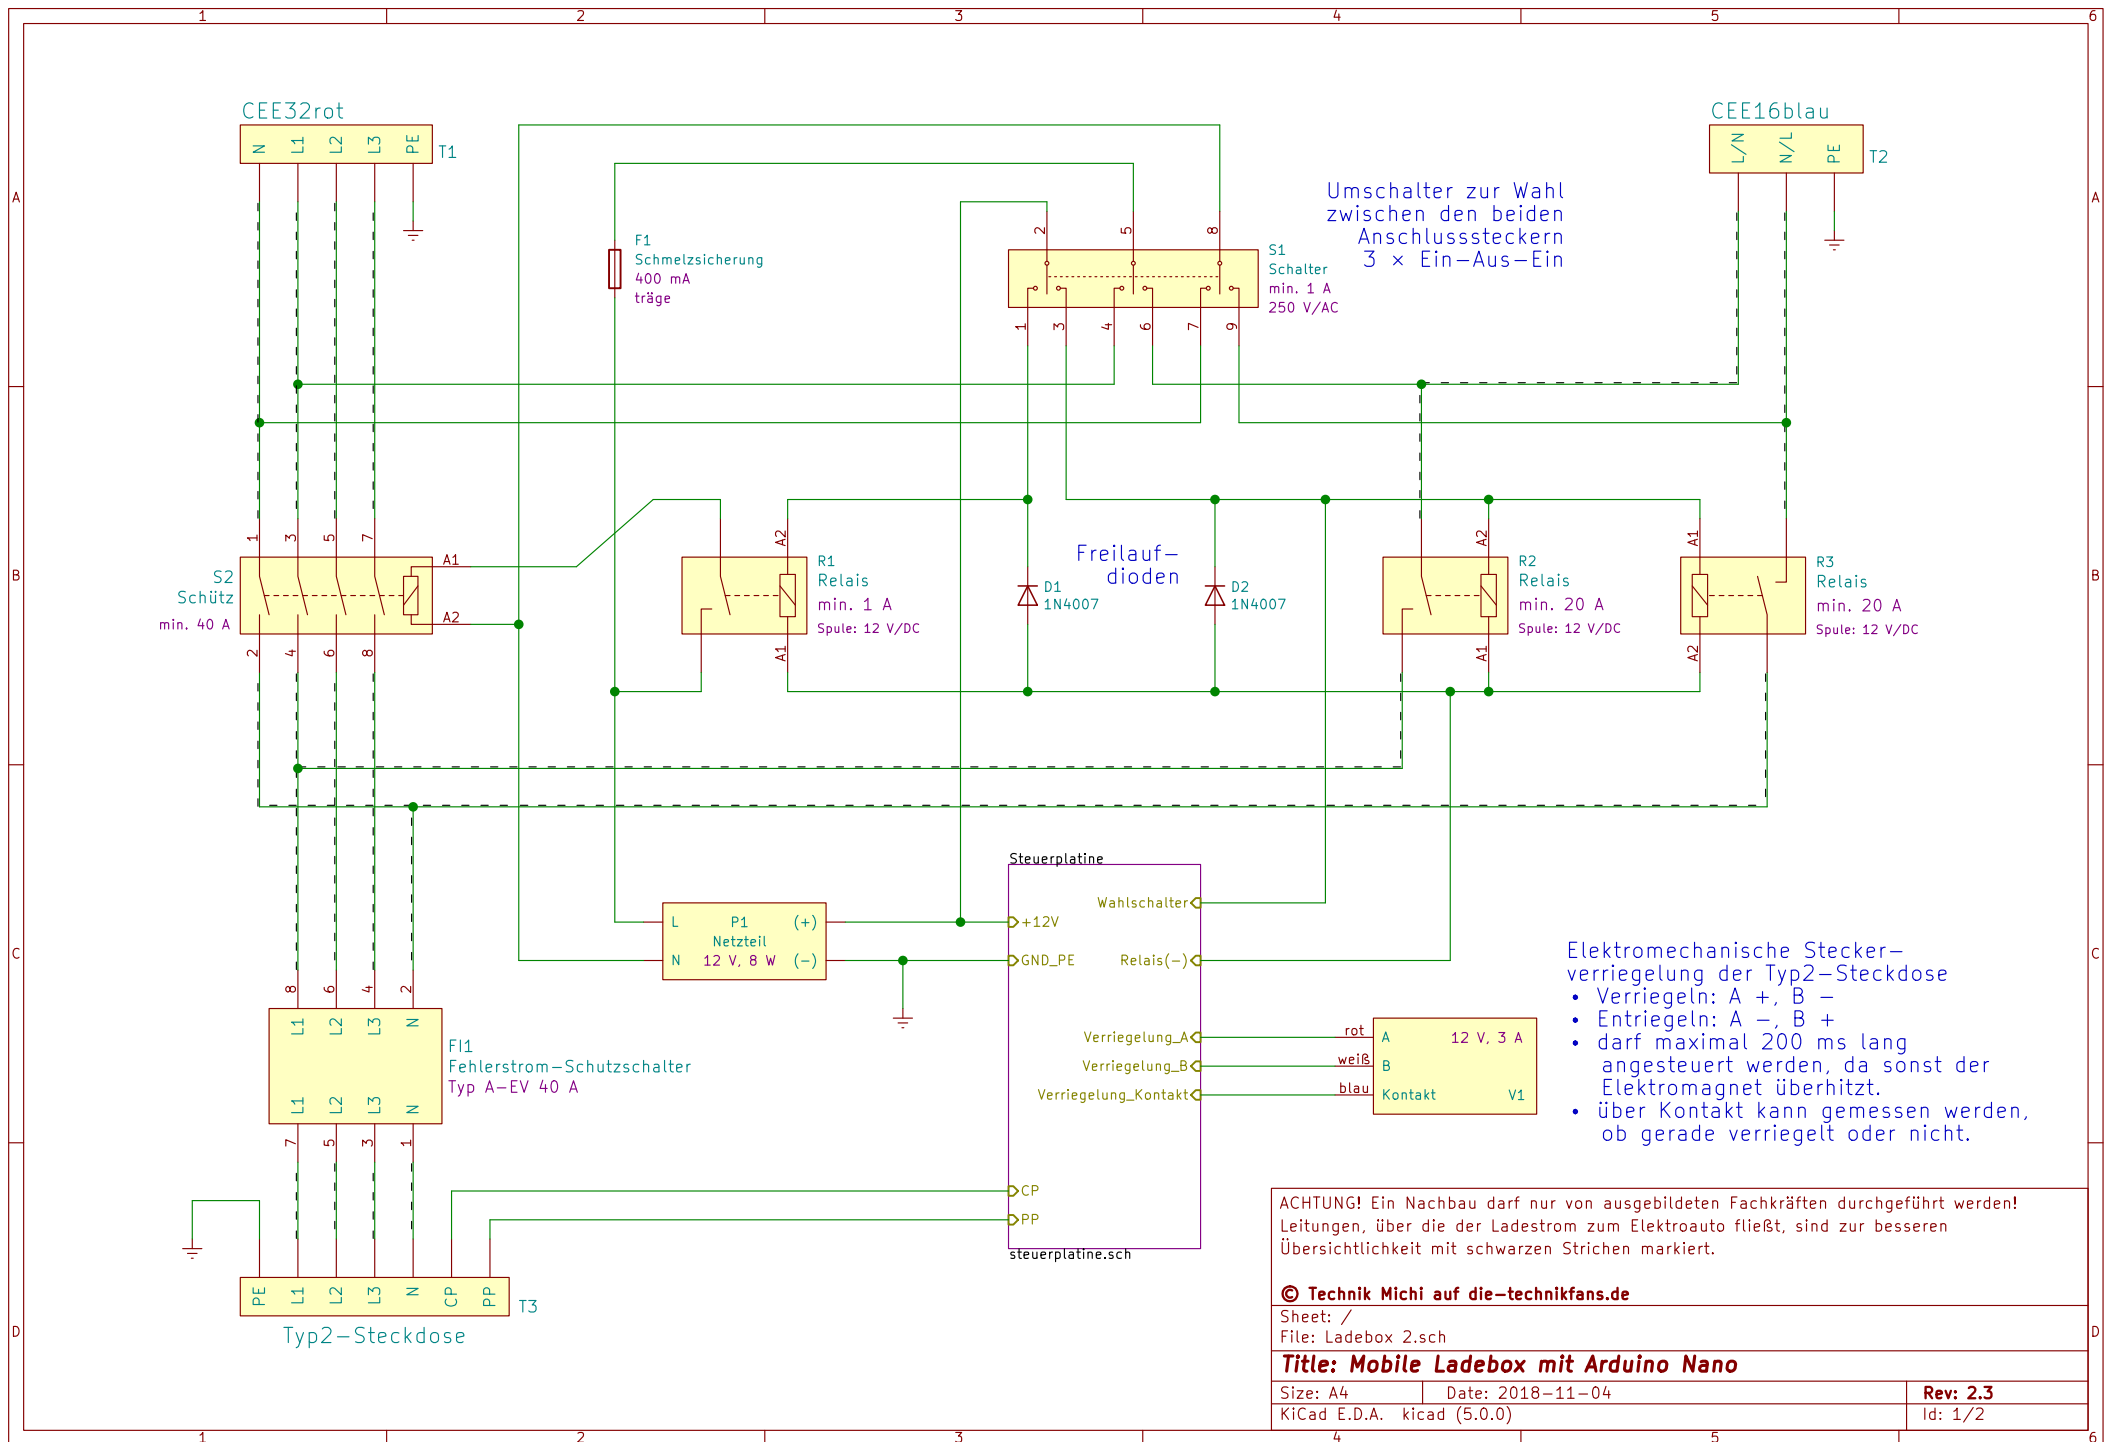 1 2 3 4 5 6
A
B
C
D
A
B
C
D
CEE32rot
N L1 L2 L3 PE
T1
CEE16blau
L/N N/L PE
T2
F1
Schmelzsicherung
400 mA
träge
Umschalter zur Wahl
zwischen den beiden
Anschlusssteckern
3 × Ein-Aus-Ein
2 5 8
S1
Schalter
min. 1 A
250 V/AC
1 3 4 6 7 9
1 3 5 7
S2
Schütz
min. 40 A
A1
A2
2 4 6 8
A2
R1
Relais
min. 1 A
Spule: 12 V/DC
A1
Freilauf-
dioden
D1
1N4007
D2
1N4007
A2
R2
Relais
min. 20 A
Spule: 12 V/DC
A1
A1
R3
Relais
min. 20 A
Spule: 12 V/DC
A2
Steuerplatine
Wahlschalter
+12V
GND_PE
Relais(-)
Verriegelung_A
Verriegelung_B
Verriegelung_Kontakt
CP
PP
steuerplatine.sch
L P1 (+)
Netzteil
N 12 V, 8 W (-)
rot
weiß
blau
A 12 V, 3 A
B
Kontakt V1
Elektromechanische Stecker-
verriegelung der Typ2-Steckdose
• Verriegeln: A +, B -
• Entriegeln: A -, B +
• darf maximal 200 ms lang
angesteuert werden, da sonst der
Elektromagnet überhitzt.
• über Kontakt kann gemessen werden,
ob gerade verriegelt oder nicht.
8 6 4 2
L1 L2 L3 N
FI1
Fehlerstrom-Schutzschalter
Typ A-EV 40 A
L1 L2 L3 N
7 5 3 1
PE L1 L2 L3 N CP PP
T3
Typ2-Steckdose
ACHTUNG! Ein Nachbau darf nur von ausgebildeten Fachkräften durchgeführt werden!
Leitungen, über die der Ladestrom zum Elektroauto fließt, sind zur besseren
Übersichtlichkeit mit schwarzen Strichen markiert.
© Technik Michi auf die-technikfans.de
Sheet: /
File: Ladebox 2.sch
Title: Mobile Ladebox mit Arduino Nano
Size: A4 Date: 2018-11-04 Rev: 2.3
KiCad E.D.A. kicad (5.0.0) Id: 1/2
1 2 3 4 5 6